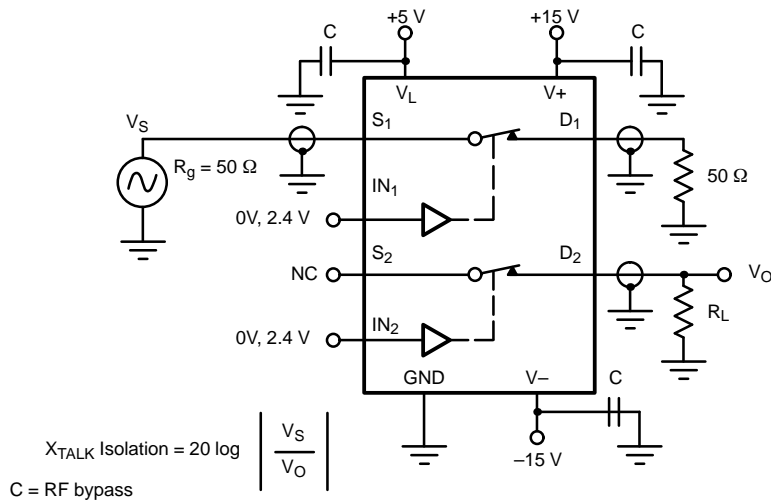 +5 V
+15 V
C
C
V_L
V+
V_S
S_1
D_1
R_g = 50 Ω
50 Ω
IN_1
0V, 2.4 V
S_2
D_2
NC
V_O
R_L
IN_2
0V, 2.4 V
GND
V–
C
–15 V
X_TALK Isolation = 20 log | V_S / V_O |
C = RF bypass